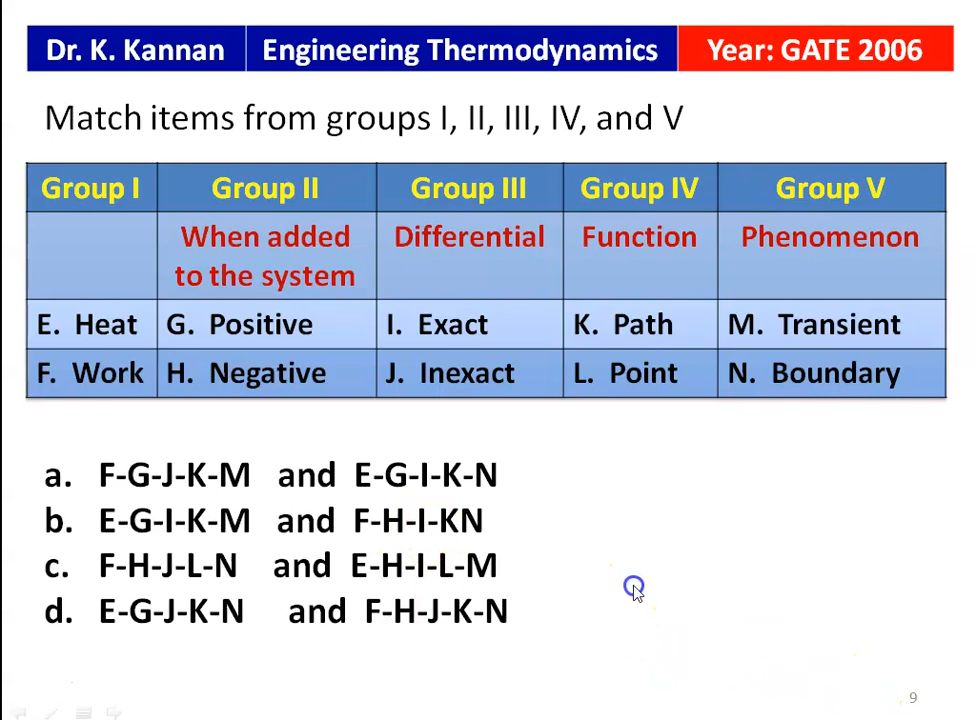 Dr. K. Kannan Engineering Thermodynamics Year: GATE 2006
Match items from groups I, II, III, IV, and V
Group I Group II Group III Group IV Group V
When added to the system Differential Function Phenomenon
E. Heat G. Positive I. Exact K. Path M. Transient
F. Work H. Negative J. Inexact L. Point N. Boundary
a. F-G-J-K-M and E-G-I-K-N
b. E-G-I-K-M and F-H-I-KN
c. F-H-J-L-N and E-H-I-L-M
d. E-G-J-K-N and F-H-J-K-N
9